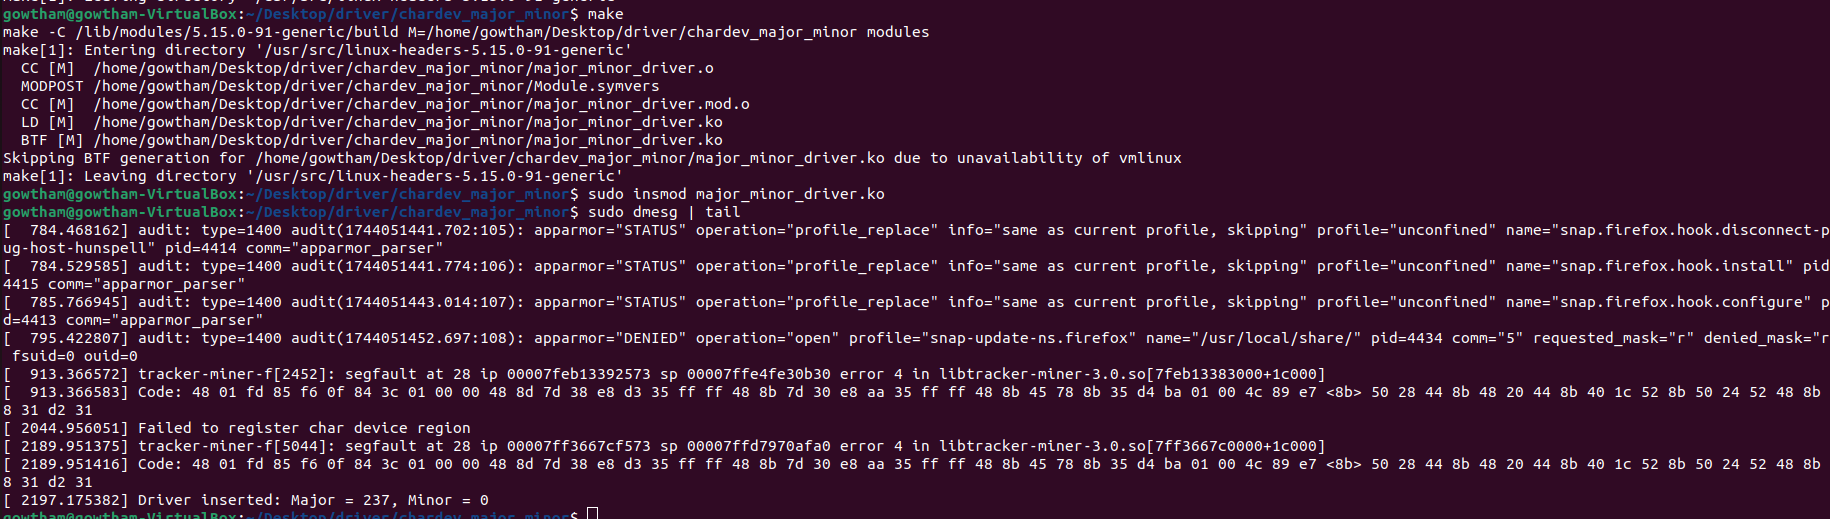 make[1]: Leaving directory '/usr/src/linux-headers-5.15.0-91-generic'
gowtham@gowtham-VirtualBox:~/Desktop/driver/chardev_major_minor$ make
make -C /lib/modules/5.15.0-91-generic/build M=/home/gowtham/Desktop/driver/chardev_major_minor modules
make[1]: Entering directory '/usr/src/linux-headers-5.15.0-91-generic'
  CC [M]  /home/gowtham/Desktop/driver/chardev_major_minor/major_minor_driver.o
  MODPOST /home/gowtham/Desktop/driver/chardev_major_minor/Module.symvers
  CC [M]  /home/gowtham/Desktop/driver/chardev_major_minor/major_minor_driver.mod.o
  LD [M]  /home/gowtham/Desktop/driver/chardev_major_minor/major_minor_driver.ko
  BTF [M] /home/gowtham/Desktop/driver/chardev_major_minor/major_minor_driver.ko
Skipping BTF generation for /home/gowtham/Desktop/driver/chardev_major_minor/major_minor_driver.ko due to unavailability of vmlinux
make[1]: Leaving directory '/usr/src/linux-headers-5.15.0-91-generic'
gowtham@gowtham-VirtualBox:~/Desktop/driver/chardev_major_minor$ sudo insmod major_minor_driver.ko
gowtham@gowtham-VirtualBox:~/Desktop/driver/chardev_major_minor$ sudo dmesg | tail
[  784.468162] audit: type=1400 audit(1744051441.702:105): apparmor="STATUS" operation="profile_replace" info="same as current profile, skipping" profile="unconfined" name="snap.firefox.hook.disconnect-p
ug-host-hunspell" pid=4414 comm="apparmor_parser"
[  784.529585] audit: type=1400 audit(1744051441.774:106): apparmor="STATUS" operation="profile_replace" info="same as current profile, skipping" profile="unconfined" name="snap.firefox.hook.install" pid
4415 comm="apparmor_parser"
[  785.766945] audit: type=1400 audit(1744051443.014:107): apparmor="STATUS" operation="profile_replace" info="same as current profile, skipping" profile="unconfined" name="snap.firefox.hook.configure" p
d=4413 comm="apparmor_parser"
[  795.422807] audit: type=1400 audit(1744051452.697:108): apparmor="DENIED" operation="open" profile="snap-update-ns.firefox" name="/usr/local/share/" pid=4434 comm="5" requested_mask="r" denied_mask="r
 fsuid=0 ouid=0
[  913.366572] tracker-miner-f[2452]: segfault at 28 ip 00007feb13392573 sp 00007ffe4fe30b30 error 4 in libtracker-miner-3.0.so[7feb13383000+1c000]
[  913.366583] Code: 48 01 fd 85 f6 0f 84 3c 01 00 00 48 8d 7d 38 e8 d3 35 ff ff 48 8b 7d 30 e8 aa 35 ff ff 48 8b 45 78 8b 35 d4 ba 01 00 4c 89 e7 <8b> 50 28 44 8b 48 20 44 8b 40 1c 52 8b 50 24 52 48 8b
8 31 d2 31
[ 2044.956051] Failed to register char device region
[ 2189.951375] tracker-miner-f[5044]: segfault at 28 ip 00007ff3667cf573 sp 00007ffd7970afa0 error 4 in libtracker-miner-3.0.so[7ff3667c0000+1c000]
[ 2189.951416] Code: 48 01 fd 85 f6 0f 84 3c 01 00 00 48 8d 7d 38 e8 d3 35 ff ff 48 8b 7d 30 e8 aa 35 ff ff 48 8b 45 78 8b 35 d4 ba 01 00 4c 89 e7 <8b> 50 28 44 8b 48 20 44 8b 40 1c 52 8b 50 24 52 48 8b
8 31 d2 31
[ 2197.175382] Driver inserted: Major = 237, Minor = 0
gowtham@gowtham-VirtualBox:~/Desktop/driver/chardev_major_minor$